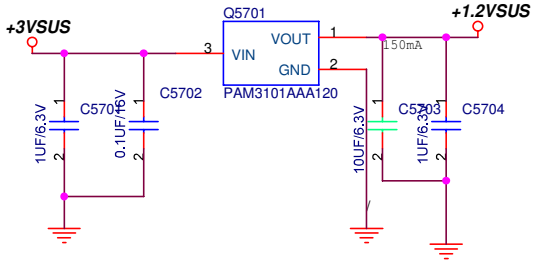 Q5701
+3VSUS
+1.2VSUS
3
VIN
VOUT
1
150mA
GND
2
PAM3101AAA120
1
C5701
1UF/6.3V
2
1
C5702
0.1UF/16V
2
1
C5703
10UF/6.3V
2
1
C5704
1UF/6.3V
2